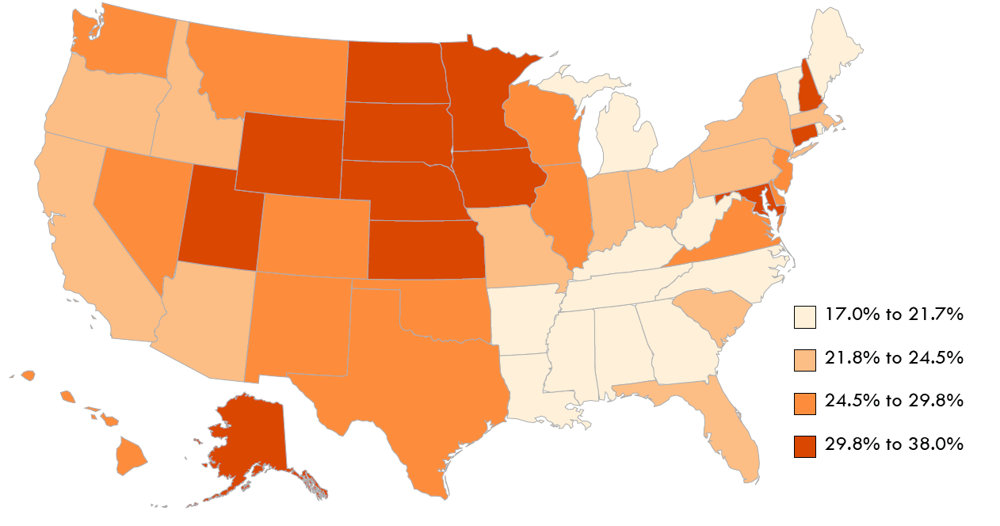 17.0% to 21.7%
21.8% to 24.5%
24.5% to 29.8%
29.8% to 38.0%